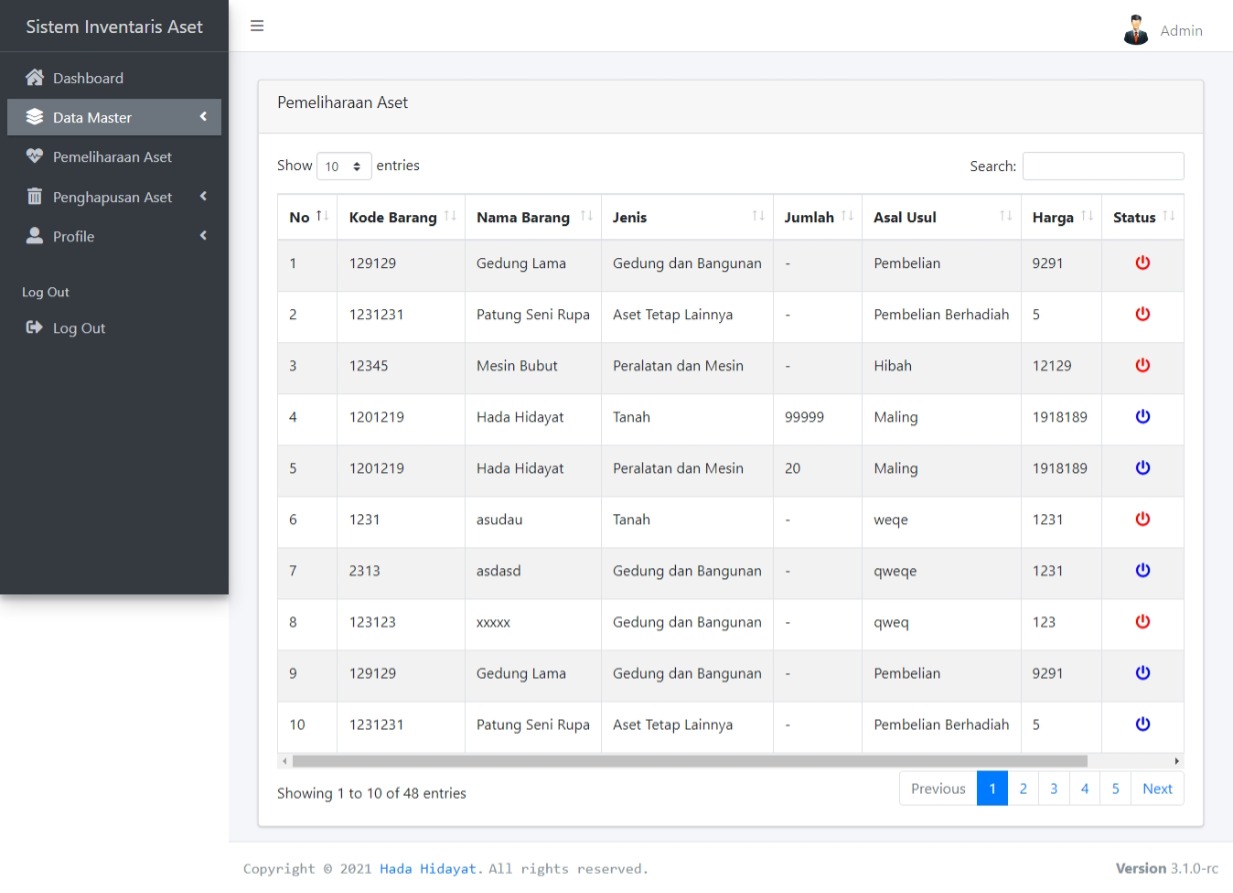 Sistem Inventaris Aset
Admin
Dashboard
Data Master
Pemeliharaan Aset
Penghapusan Aset
Profile
Log Out
Log Out
Pemeliharaan Aset
Show 10 entries Search:
No Kode Barang Nama Barang Jenis Jumlah Asal Usul Harga Status
1 129129 Gedung Lama Gedung dan Bangunan - Pembelian 9291
2 1231231 Patung Seni Rupa Aset Tetap Lainnya - Pembelian Berhadiah 5
3 12345 Mesin Bubut Peralatan dan Mesin - Hibah 12129
4 1201219 Hada Hidayat Tanah 99999 Maling 1918189
5 1201219 Hada Hidayat Peralatan dan Mesin 20 Maling 1918189
6 1231 asudau Tanah - weqe 1231
7 2313 asdasd Gedung dan Bangunan - qweqe 1231
8 123123 xxxxx Gedung dan Bangunan - qweq 123
9 129129 Gedung Lama Gedung dan Bangunan - Pembelian 9291
10 1231231 Patung Seni Rupa Aset Tetap Lainnya - Pembelian Berhadiah 5
Showing 1 to 10 of 48 entries Previous 1 2 3 4 5 Next
Copyright © 2021 Hada Hidayat. All rights reserved. Version 3.1.0-rc